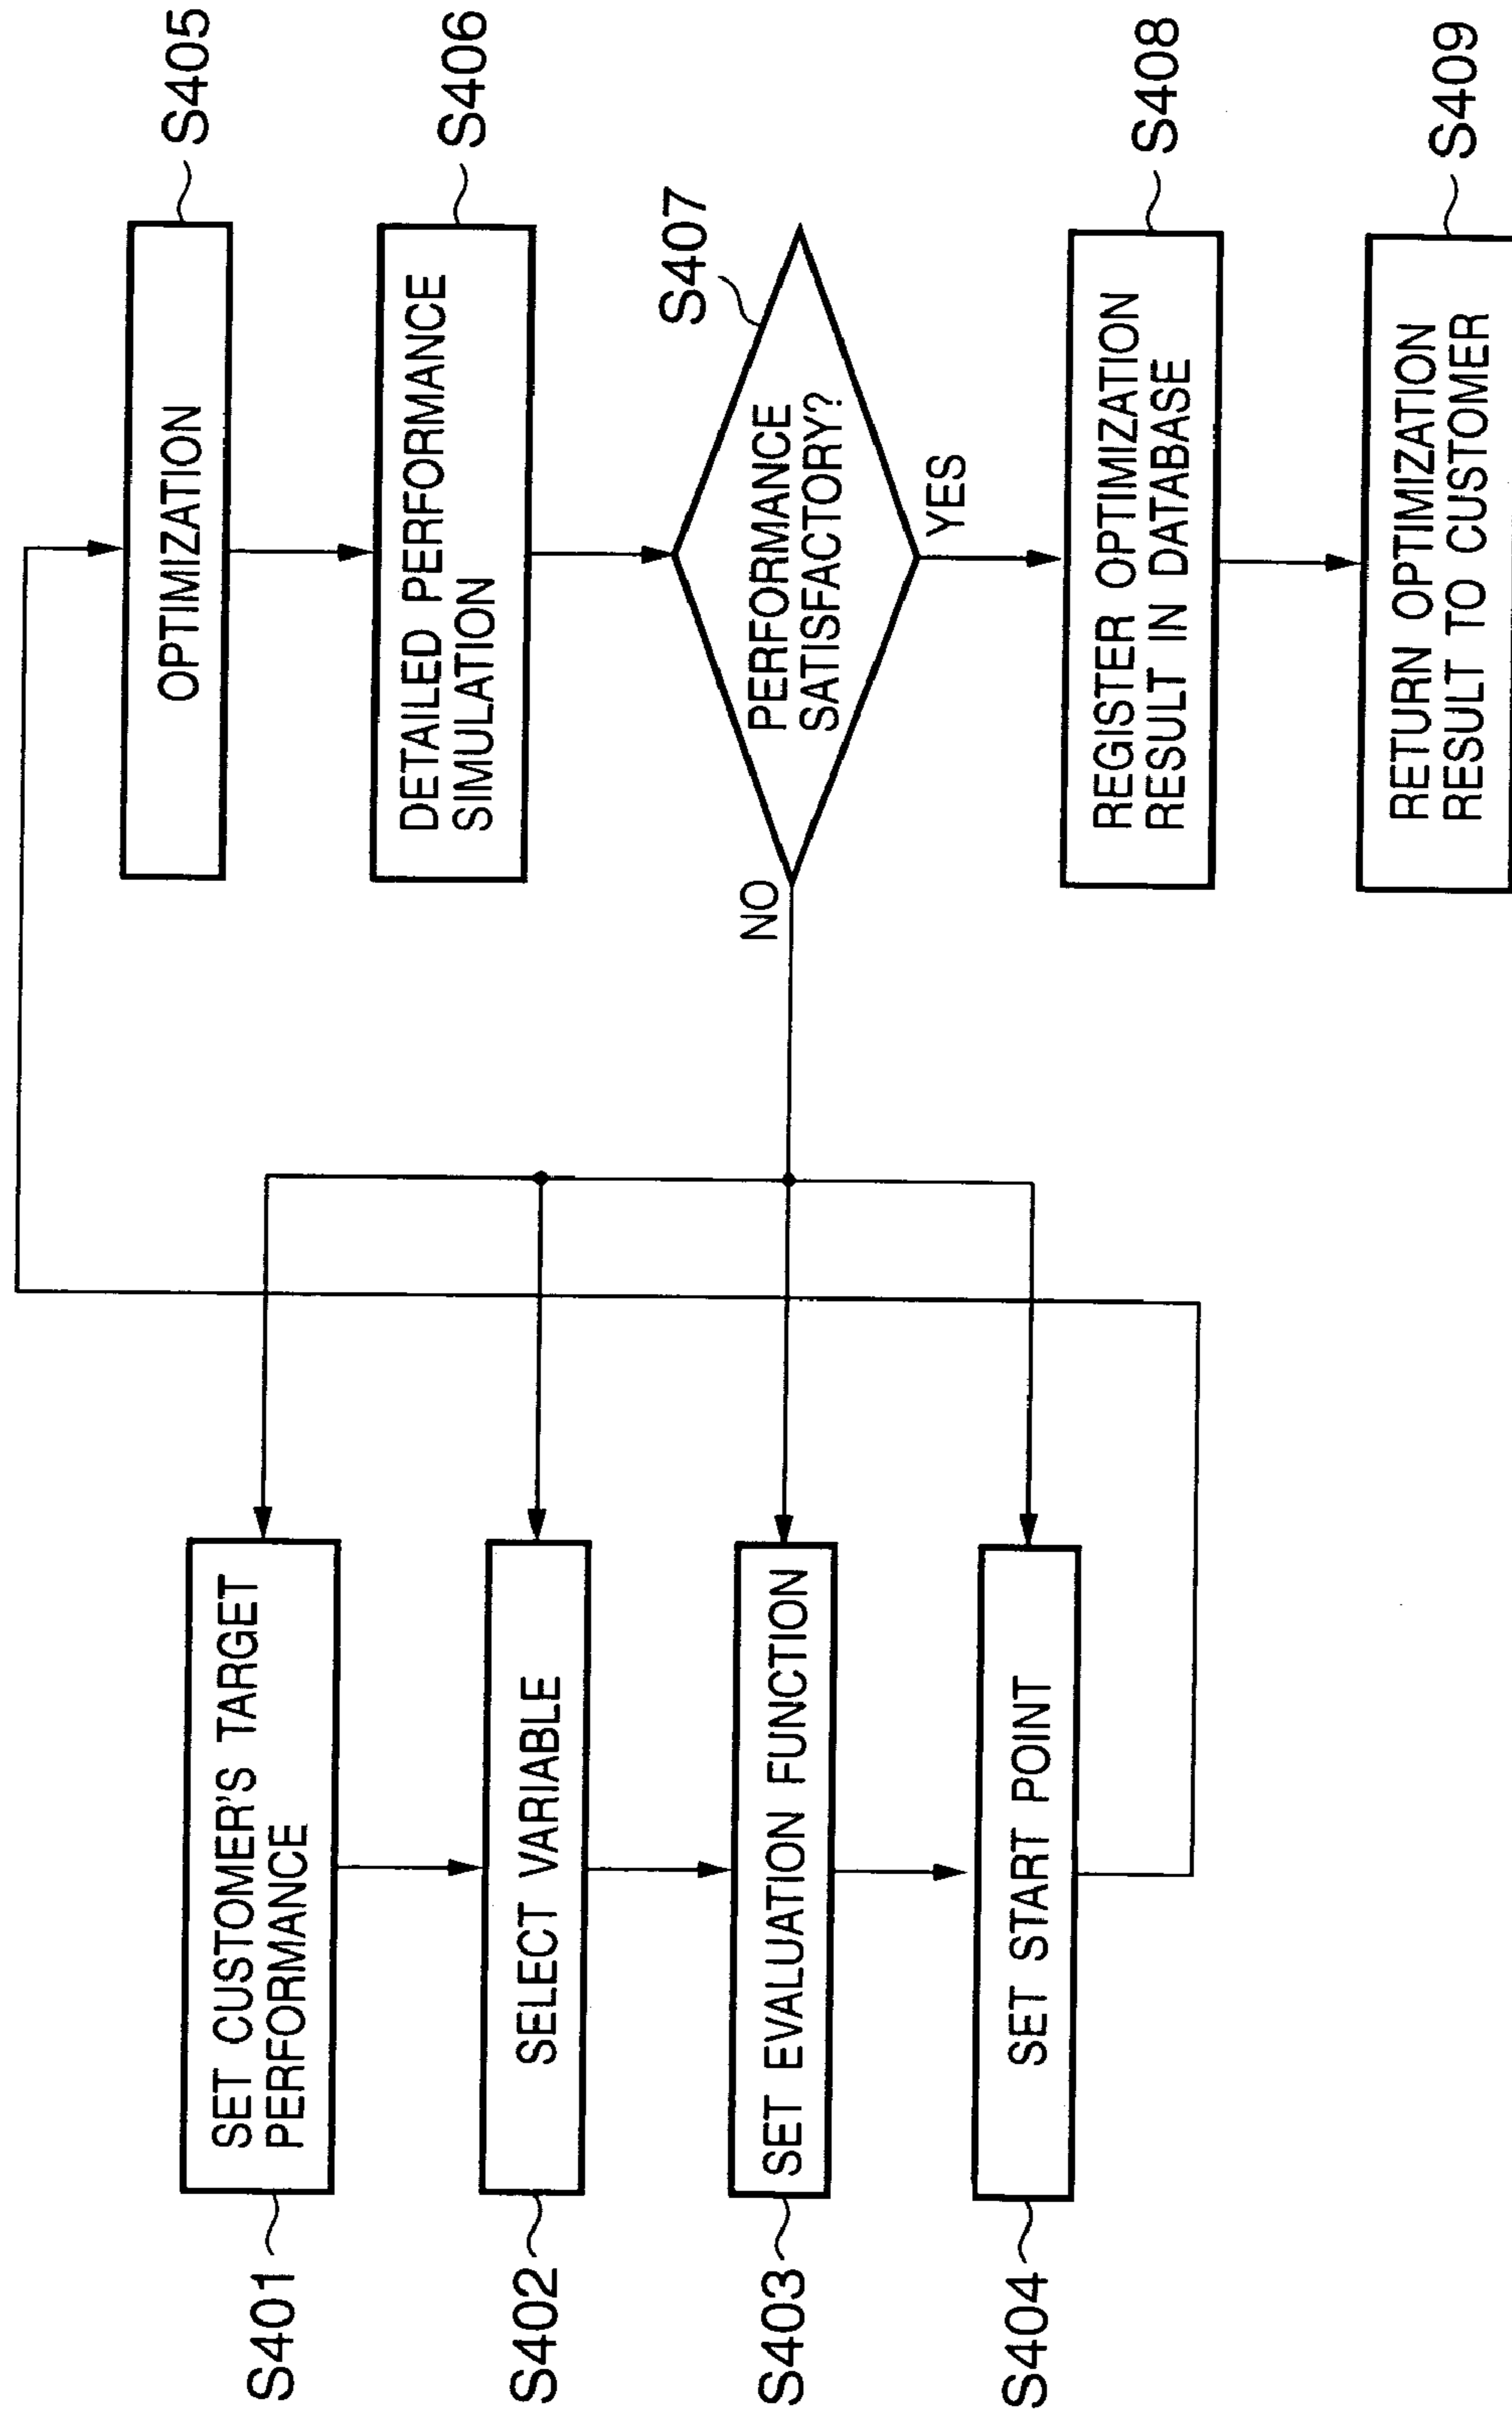 S401
SET CUSTOMER'S TARGET
PERFORMANCE
S402
SELECT VARIABLE
S403
SET EVALUATION FUNCTION
S404
SET START POINT
S405
OPTIMIZATION
S406
DETAILED PERFORMANCE
SIMULATION
S407
PERFORMANCE
SATISFACTORY?
NO
YES
S408
REGISTER OPTIMIZATION
RESULT IN DATABASE
S409
RETURN OPTIMIZATION
RESULT TO CUSTOMER